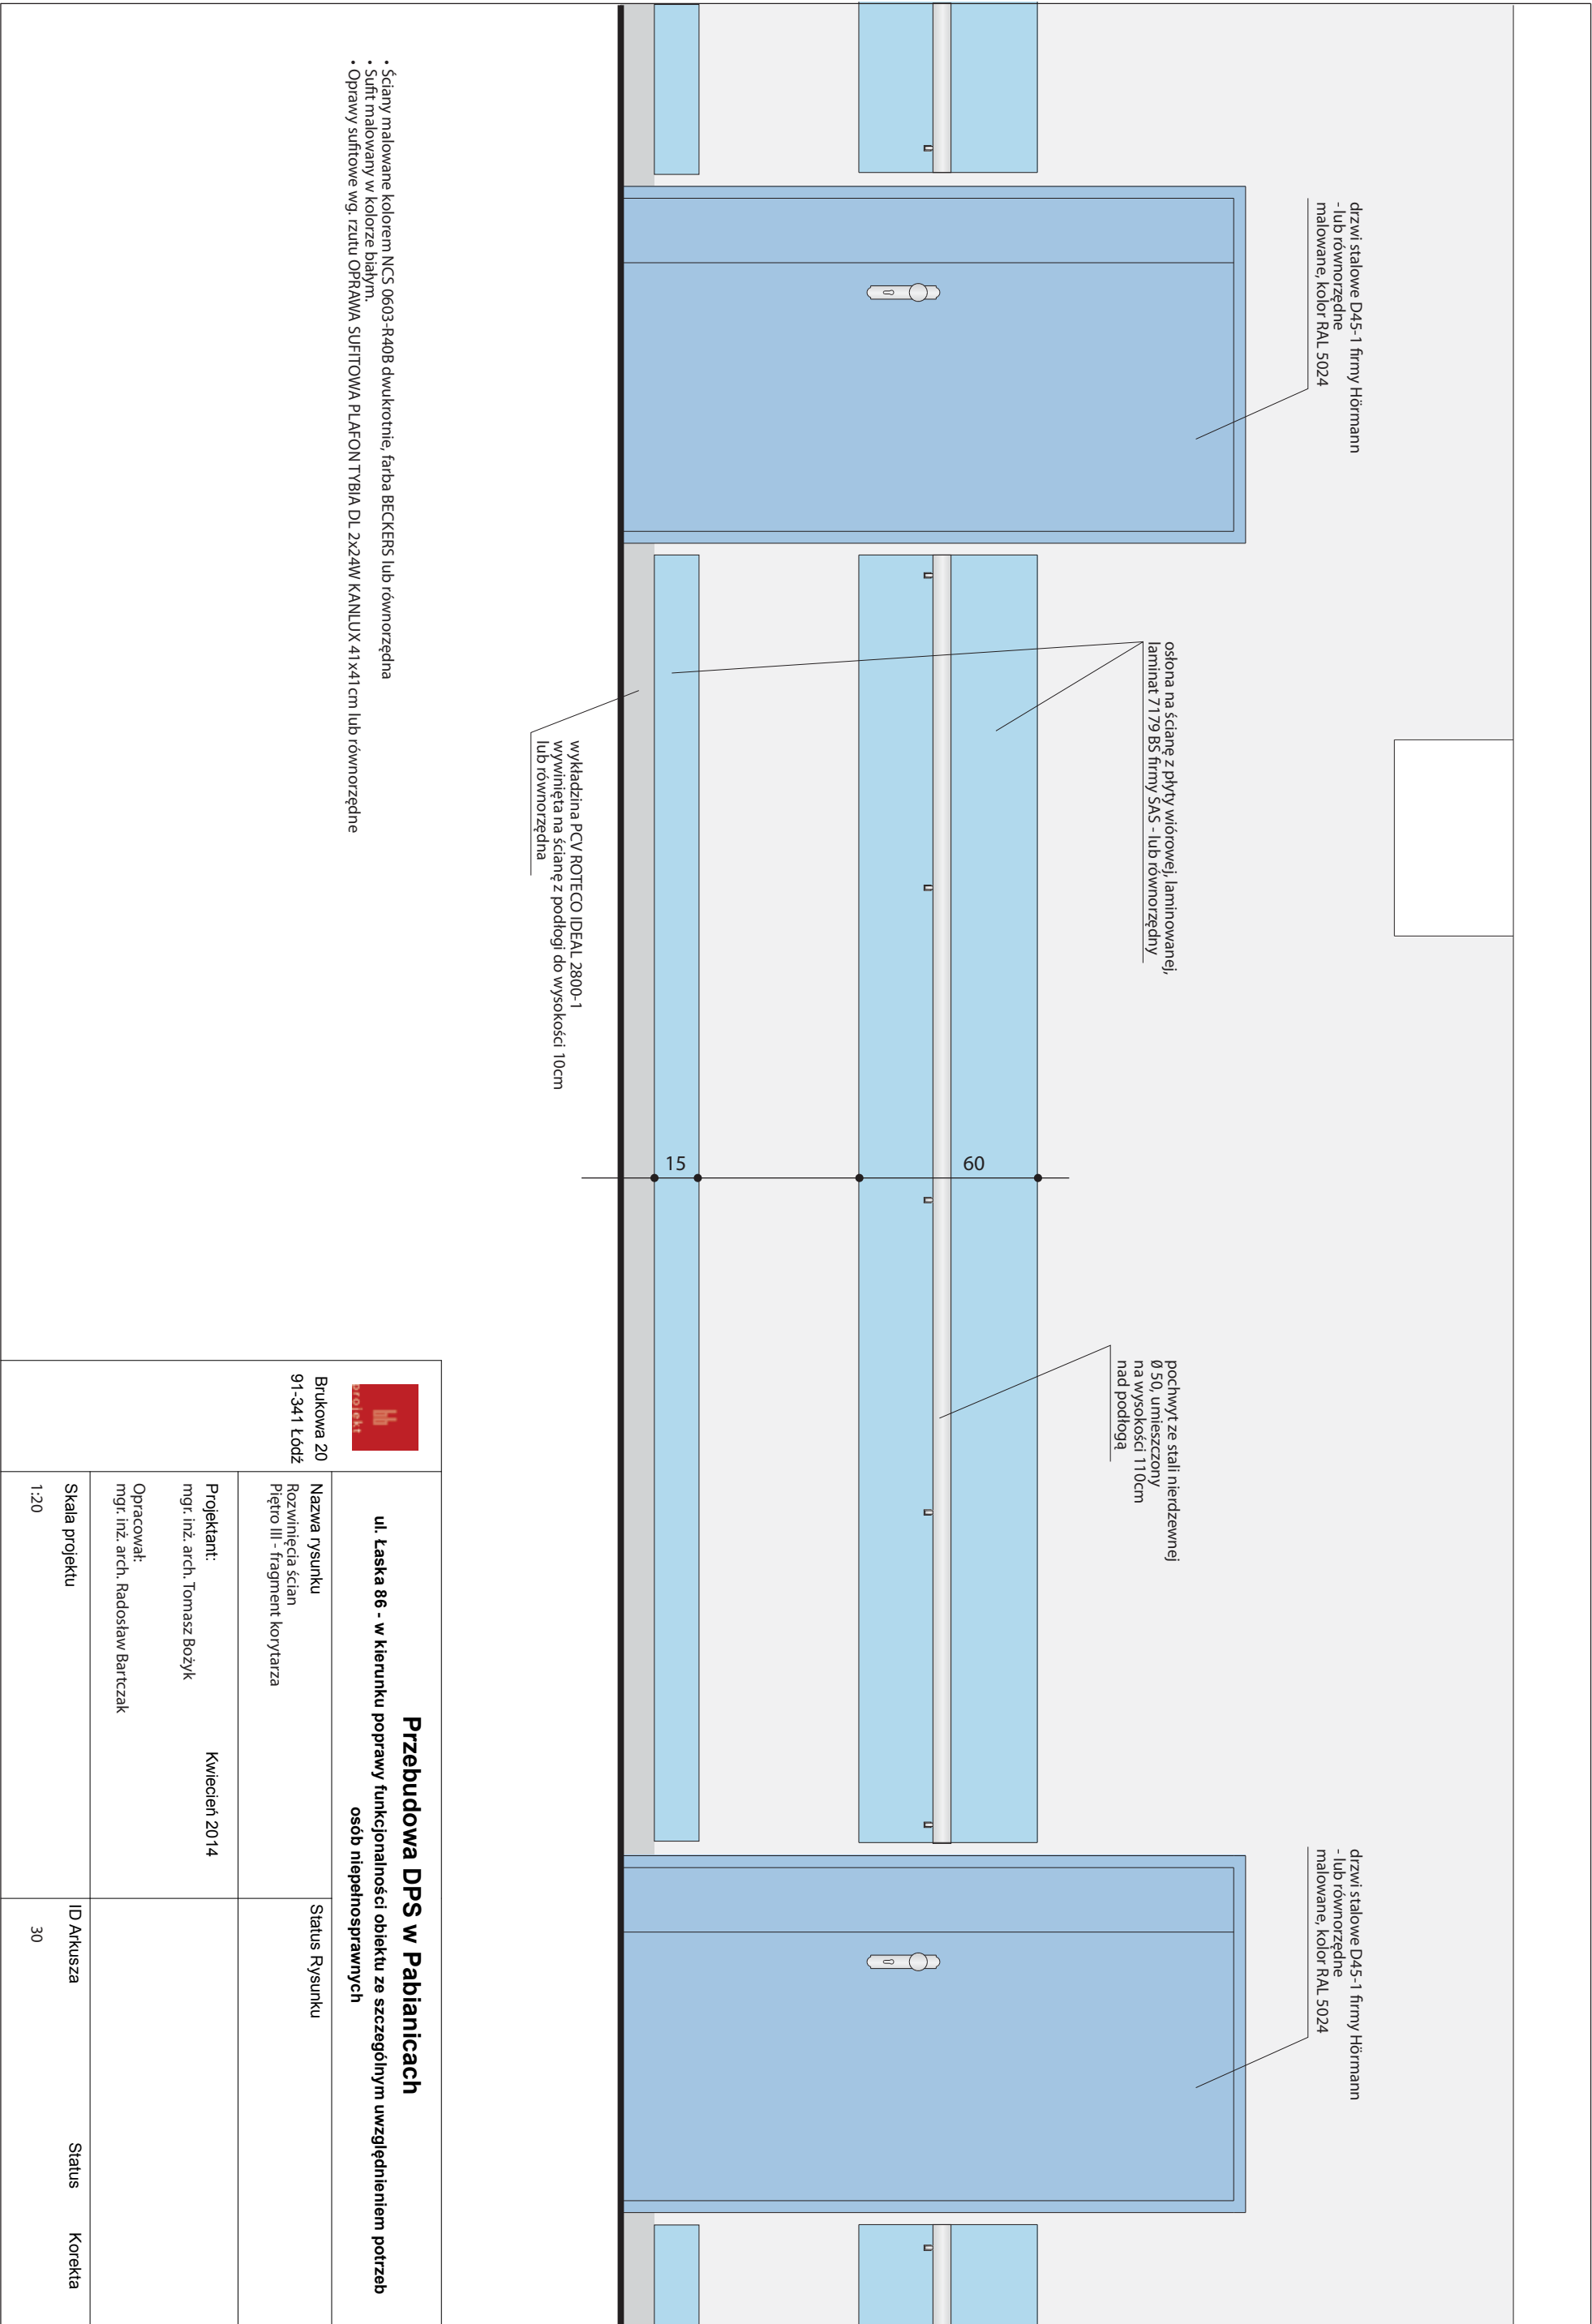 drzwi stalowe D45-1 firmy Hörmann
- lub równorzędne
malowane, kolor RAL 5024
drzwi stalowe D45-1 firmy Hörmann
- lub równorzędne
malowane, kolor RAL 5024
osłona na ścianę z płyty wiórowej, laminowanej,
laminat 7179 BS firmy SAS - lub równorzędny
pochwyt ze stali nierdzewnej
Ø 50, umieszczony
na wysokości 110cm
nad podłogą
60
15
wykładzina PCV ROTECO IDEAL 2800-1
wywinięta na ścianę z podłogi do wysokości 10cm
lub równorzędna
• Ściany malowane kolorem NCS 0603-R40B dwukrotnie, farba BECKERS lub równorzędna
• Sufit malowany w kolorze białym.
• Oprawy sufitowe wg. rzutu OPRAWA SUFITOWA PLAFON TYBIA DL 2x24W KANLUX 41x41cm lub równorzędne
projekt
Brukowa 20
91-341 Łódź
Przebudowa DPS w Pabianicach
ul. Łaska 86 - w kierunku poprawy funkcjonalności obiektu ze szczególnym uwzględnieniem potrzeb
osób niepełnosprawnych
Nazwa rysunku
Rozwinięcia ścian
Piętro III - fragment korytarza
Status Rysunku
Projektant:
Kwiecień 2014
mgr. inż. arch. Tomasz Bożyk
Opracował:
mgr. inż. arch. Radosław Bartczak
Skala projektu
1:20
ID Arkusza
30
Status
Korekta